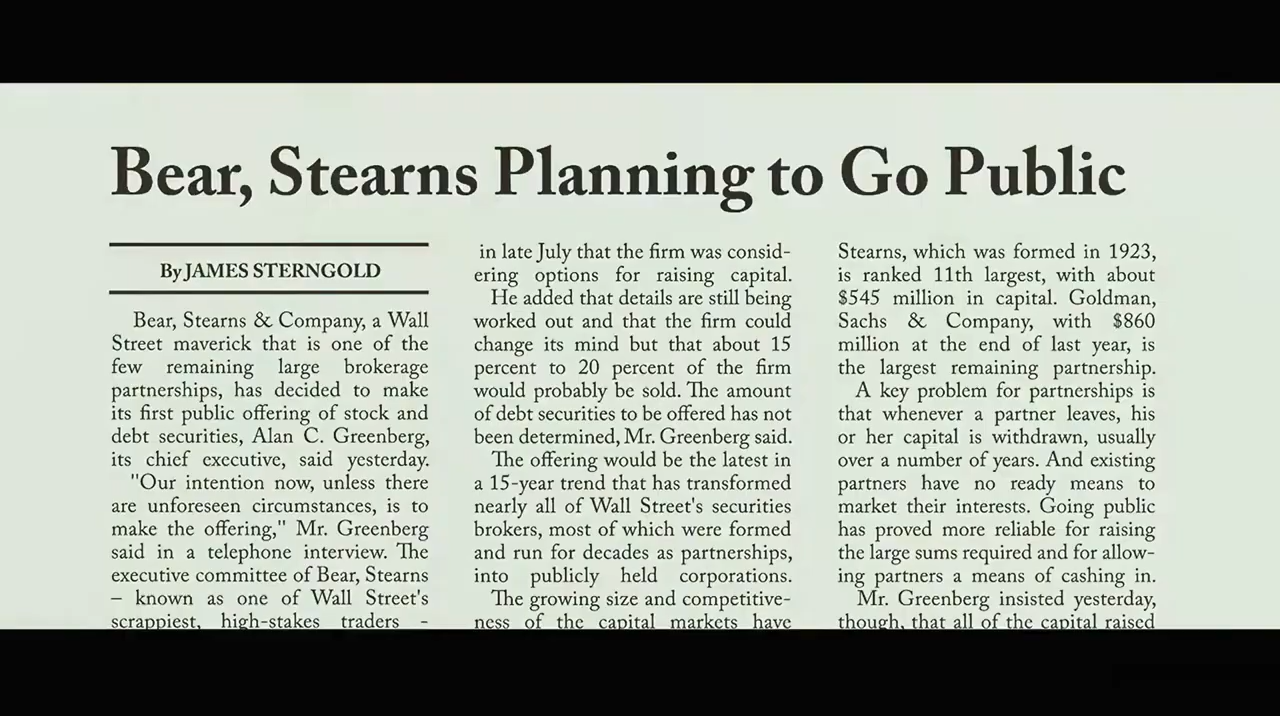 Bear, Stearns Planning to Go Public
By JAMES STERNGOLD
Bear, Stearns & Company, a Wall
Street maverick that is one of the
few remaining large brokerage
partnerships, has decided to make
its first public offering of stock and
debt securities, Alan C. Greenberg,
its chief executive, said yesterday.
"Our intention now, unless there
are unforeseen circumstances, is to
make the offering," Mr. Greenberg
said in a telephone interview. The
executive committee of Bear, Stearns
– known as one of Wall Street's
scrappiest, high-stakes traders -
in late July that the firm was consid-
ering options for raising capital.
He added that details are still being
worked out and that the firm could
change its mind but that about 15
percent to 20 percent of the firm
would probably be sold. The amount
of debt securities to be offered has not
been determined, Mr. Greenberg said.
The offering would be the latest in
a 15-year trend that has transformed
nearly all of Wall Street's securities
brokers, most of which were formed
and run for decades as partnerships,
into publicly held corporations.
The growing size and competitive-
ness of the capital markets have
Stearns, which was formed in 1923,
is ranked 11th largest, with about
$545 million in capital. Goldman,
Sachs & Company, with $860
million at the end of last year, is
the largest remaining partnership.
A key problem for partnerships is
that whenever a partner leaves, his
or her capital is withdrawn, usually
over a number of years. And existing
partners have no ready means to
market their interests. Going public
has proved more reliable for raising
the large sums required and for allow-
ing partners a means of cashing in.
Mr. Greenberg insisted yesterday,
though, that all of the capital raised